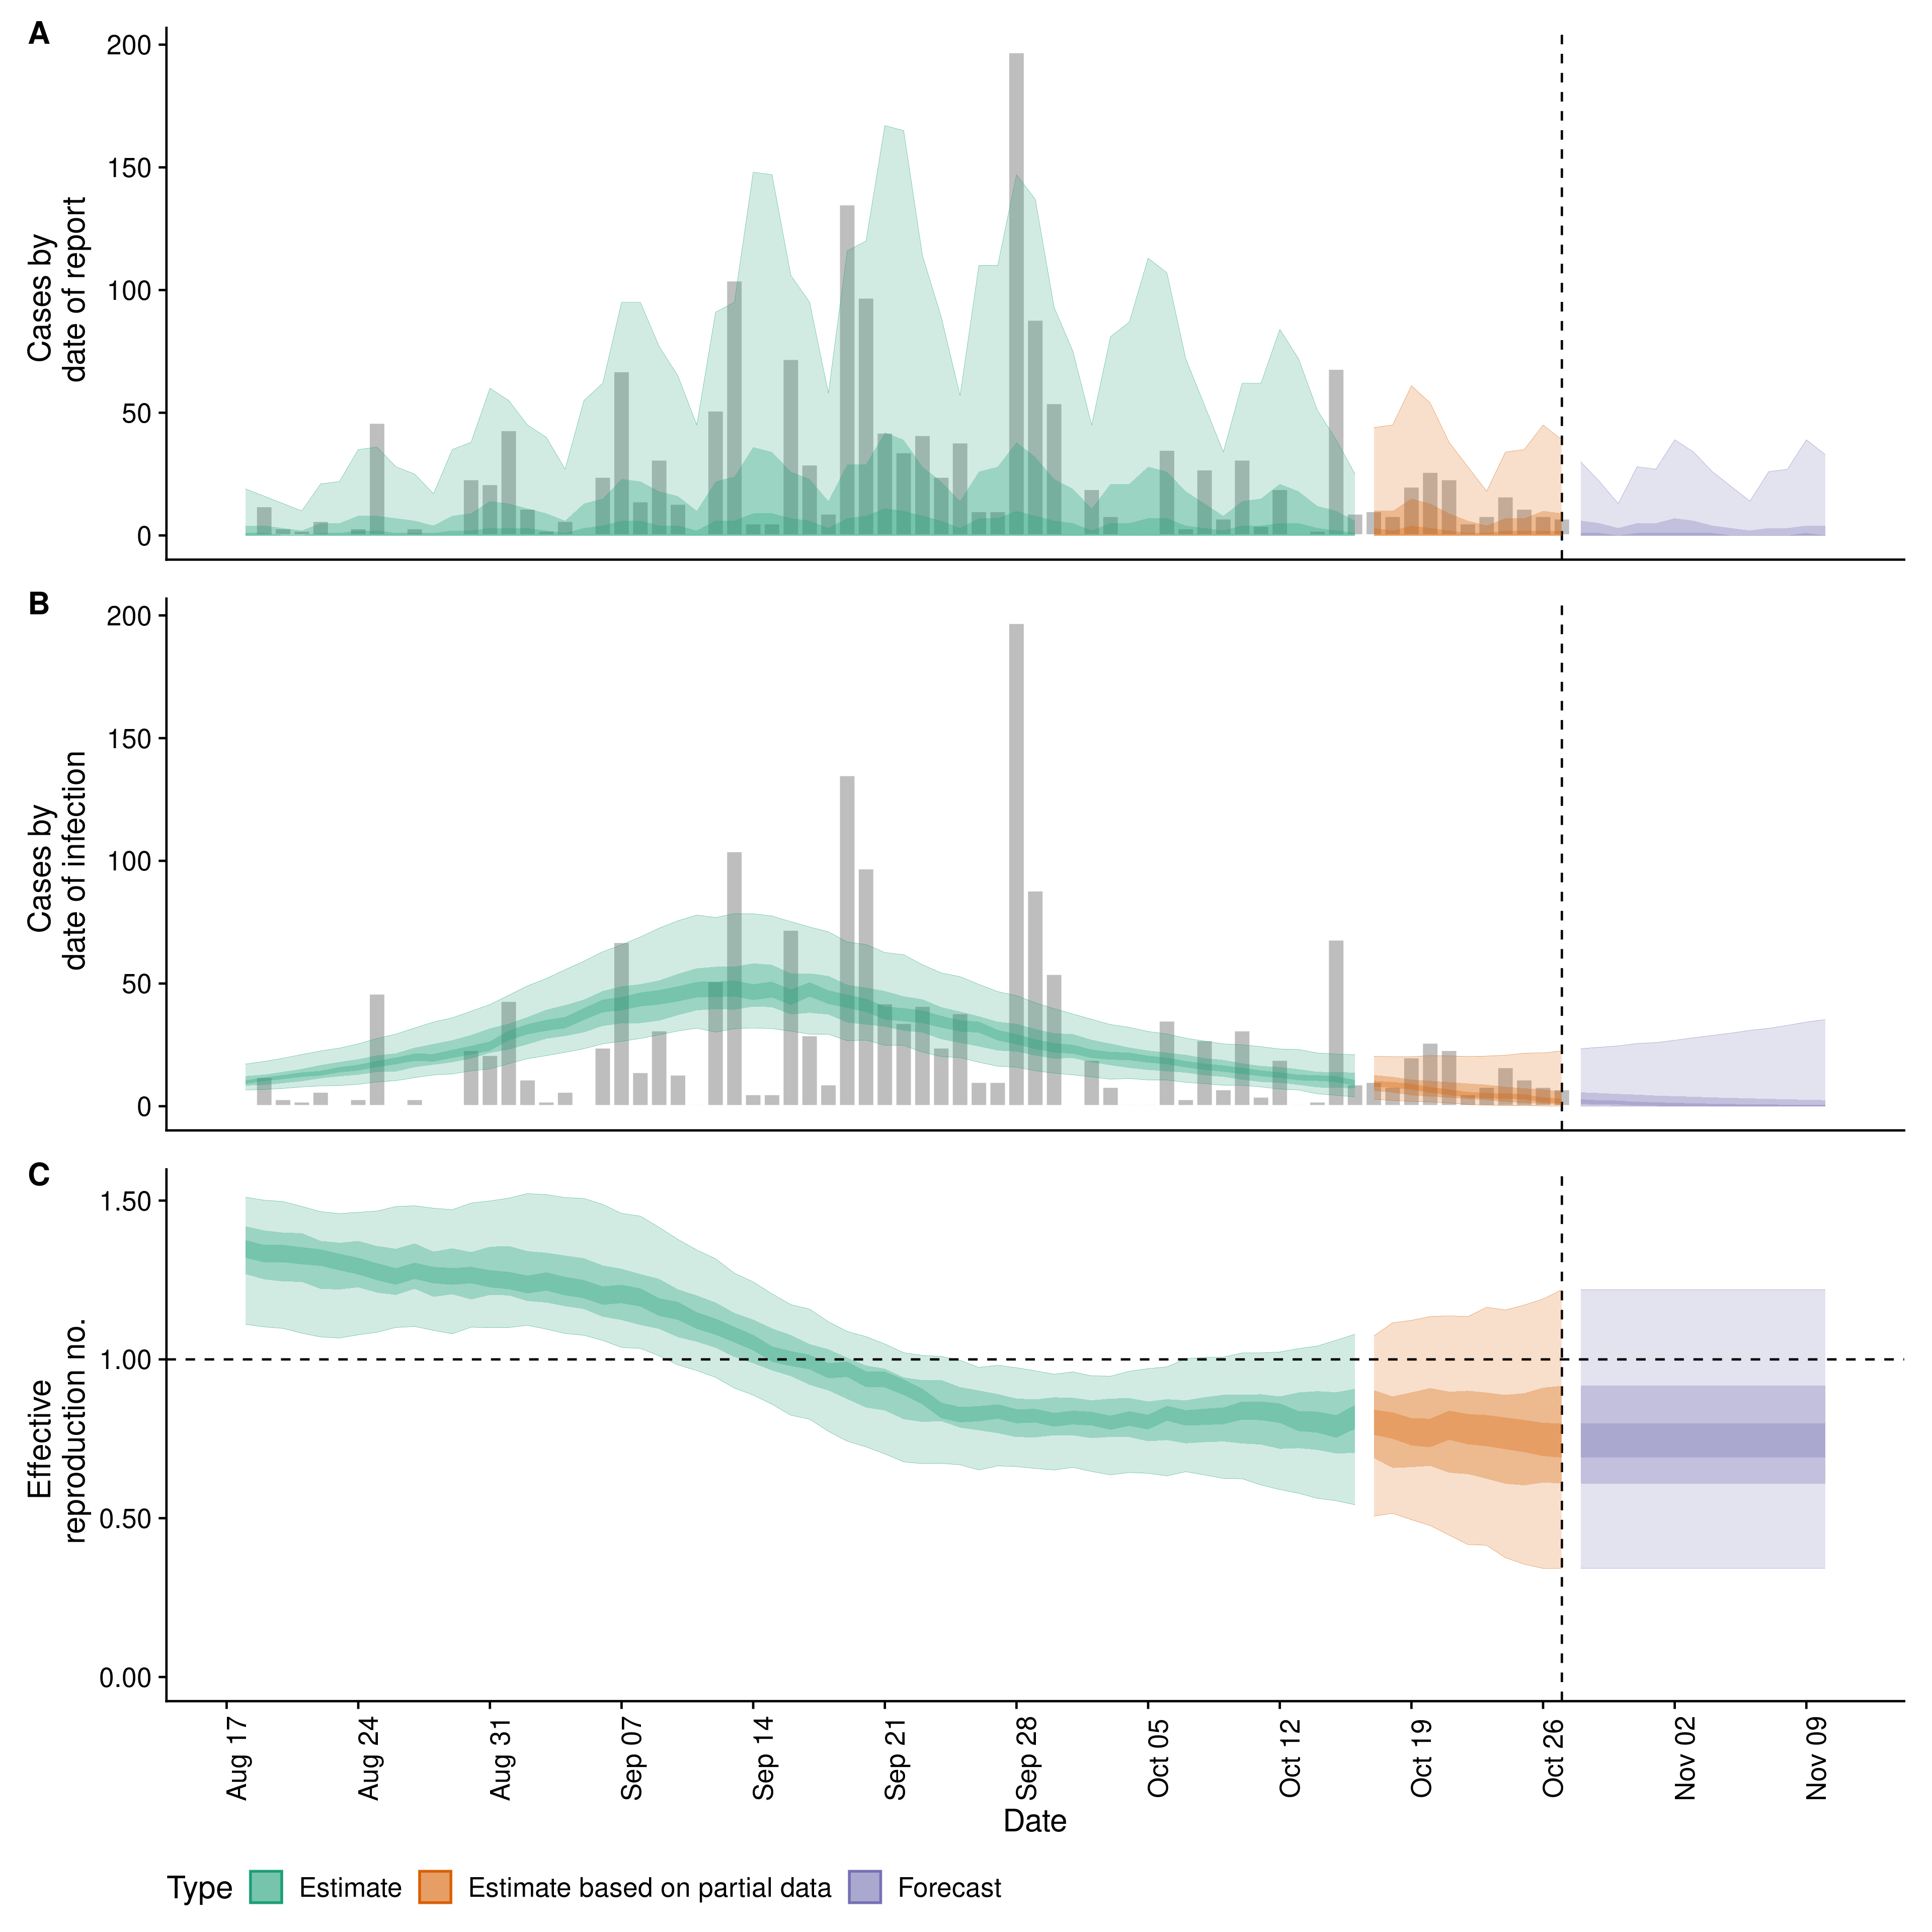 A
200
150
100
50
0
Cases by
date of report
B
200
150
100
50
0
Cases by
date of infection
C
1.50
1.00
0.50
0.00
Effective
reproduction no.
Aug 17
Aug 24
Aug 31
Sep 07
Sep 14
Sep 21
Sep 28
Oct 05
Oct 12
Oct 19
Oct 26
Nov 02
Nov 09
Date
Type Estimate Estimate based on partial data Forecast